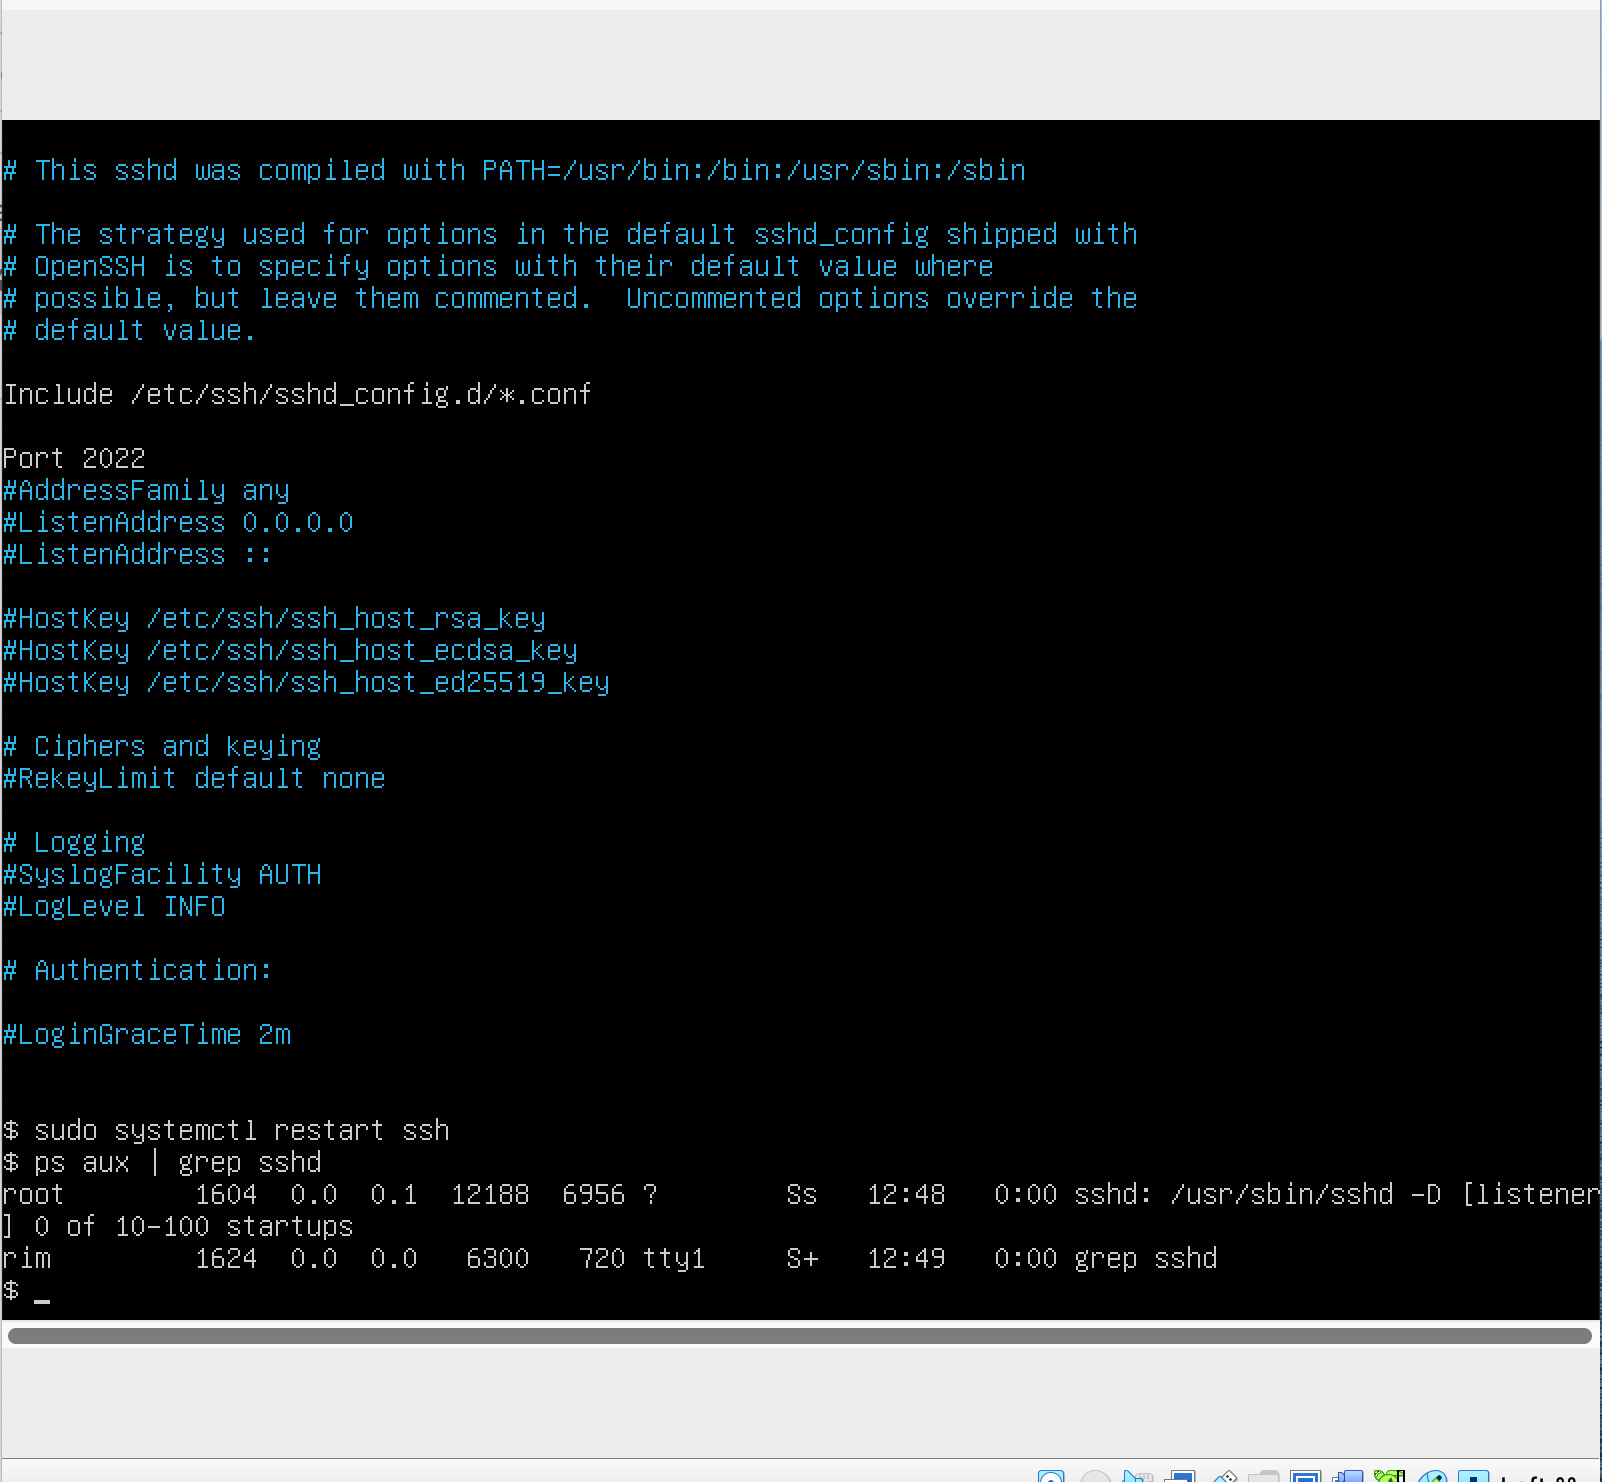 # This sshd was compiled with PATH=/usr/bin:/bin:/usr/sbin:/sbin
# The strategy used for options in the default sshd_config shipped with
# OpenSSH is to specify options with their default value where
# possible, but leave them commented.  Uncommented options override the
# default value.
Include /etc/ssh/sshd_config.d/*.conf
Port 2022
#AddressFamily any
#ListenAddress 0.0.0.0
#ListenAddress ::
#HostKey /etc/ssh/ssh_host_rsa_key
#HostKey /etc/ssh/ssh_host_ecdsa_key
#HostKey /etc/ssh/ssh_host_ed25519_key
# Ciphers and keying
#RekeyLimit default none
# Logging
#SyslogFacility AUTH
#LogLevel INFO
# Authentication:
#LoginGraceTime 2m
$ sudo systemctl restart ssh
$ ps aux | grep sshd
root        1604  0.0  0.1  12188  6956 ?        Ss   12:48   0:00 sshd: /usr/sbin/sshd -D [listener
] 0 of 10-100 startups
rim         1624  0.0  0.0   6300   720 tty1     S+   12:49   0:00 grep sshd
$ _